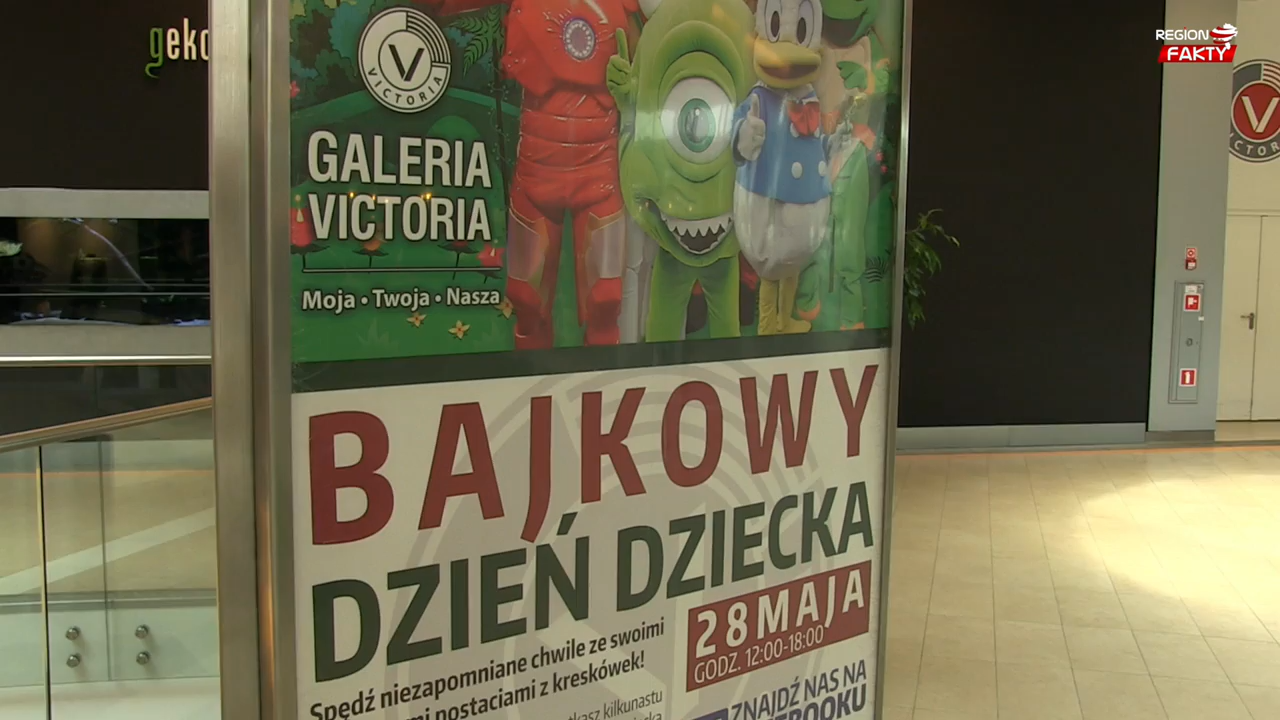 geko
REGION
FAKTY
VICTORIA
GALERIA
VICTORIA
Moja • Twoja • Nasza
BAJKOWY
DZIEŃ DZIECKA
28 MAJA
GODZ. 12:00-18:00
Spędź niezapomniane chwile ze swoimi
postaciami z kreskówek!
kilkunastu
ZNAJDŹ NAS NA